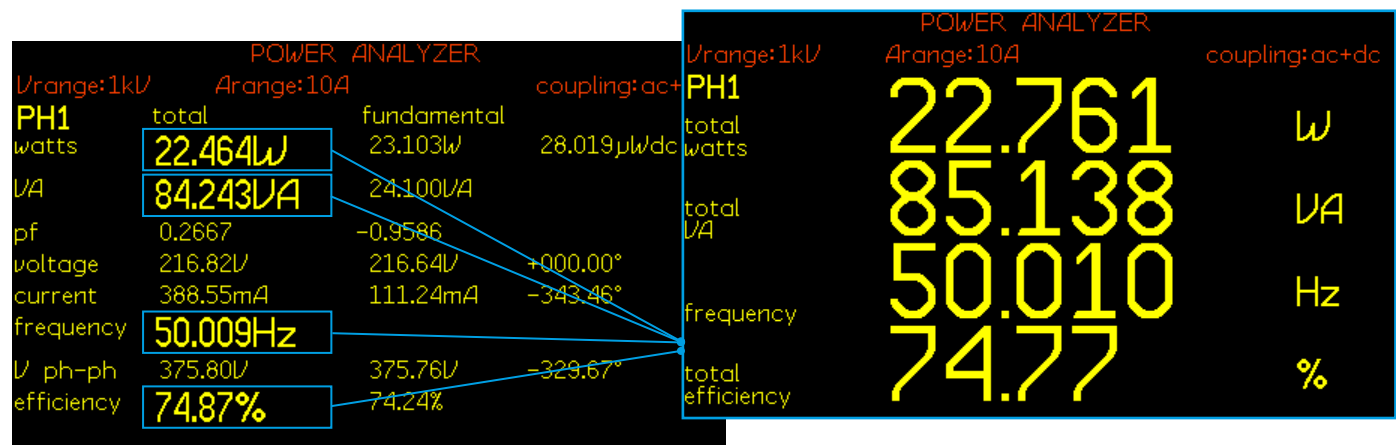 POWER ANALYZER
Vrange:1kV Arange:10A coupling:ac+
PH1 total fundamental
watts 22.464W 23.103W 28.019µWdc
VA 84.243VA 24.100VA
pf 0.2667 -0.9586
voltage 216.82V 216.64V +000.00°
current 388.55mA 111.24mA -343.46°
frequency 50.009Hz
V ph-ph 375.80V 375.76V -329.67°
efficiency 74.87% 74.24%
POWER ANALYZER
Vrange:1kV Arange:10A coupling:ac+dc
PH1
total
watts 22.761 W
total
VA 85.138 VA
frequency 50.010 Hz
total
efficiency 74.77 %